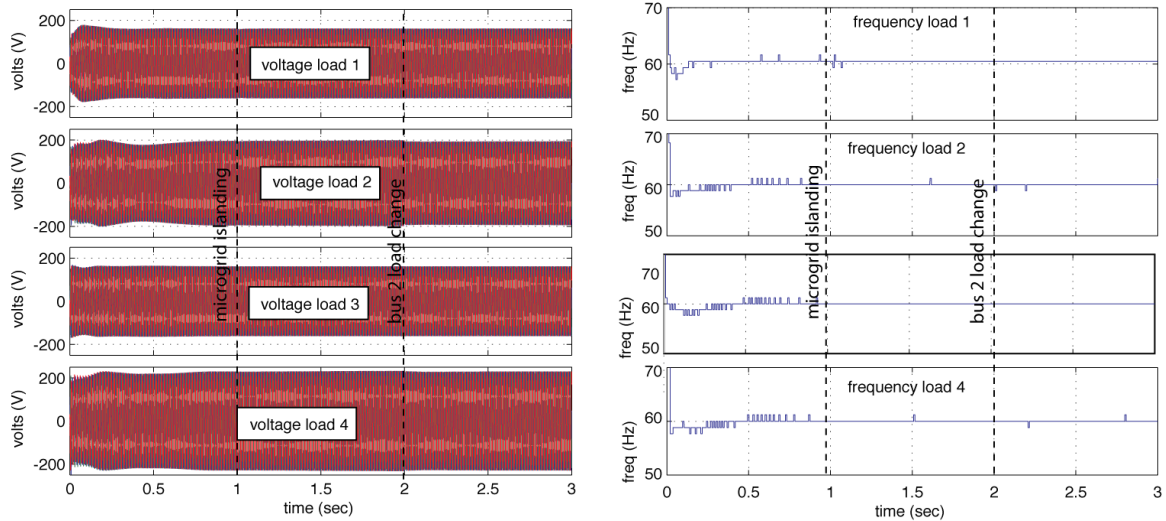 200
0
-200
volts (V)
voltage load 1
200
0
-200
volts (V)
voltage load 2
200
0
-200
volts (V)
voltage load 3
200
0
-200
volts (V)
voltage load 4
microgrid islanding
bus 2 load change
0 0.5 1 1.5 2 2.5 3
time (sec)
70
60
50
freq (Hz)
frequency load 1
70
60
50
freq (Hz)
frequency load 2
70
60
50
freq (Hz)
70
60
50
freq (Hz)
frequency load 4
microgrid islanding
bus 2 load change
0 0.5 1 1.5 2 2.5 3
time (sec)